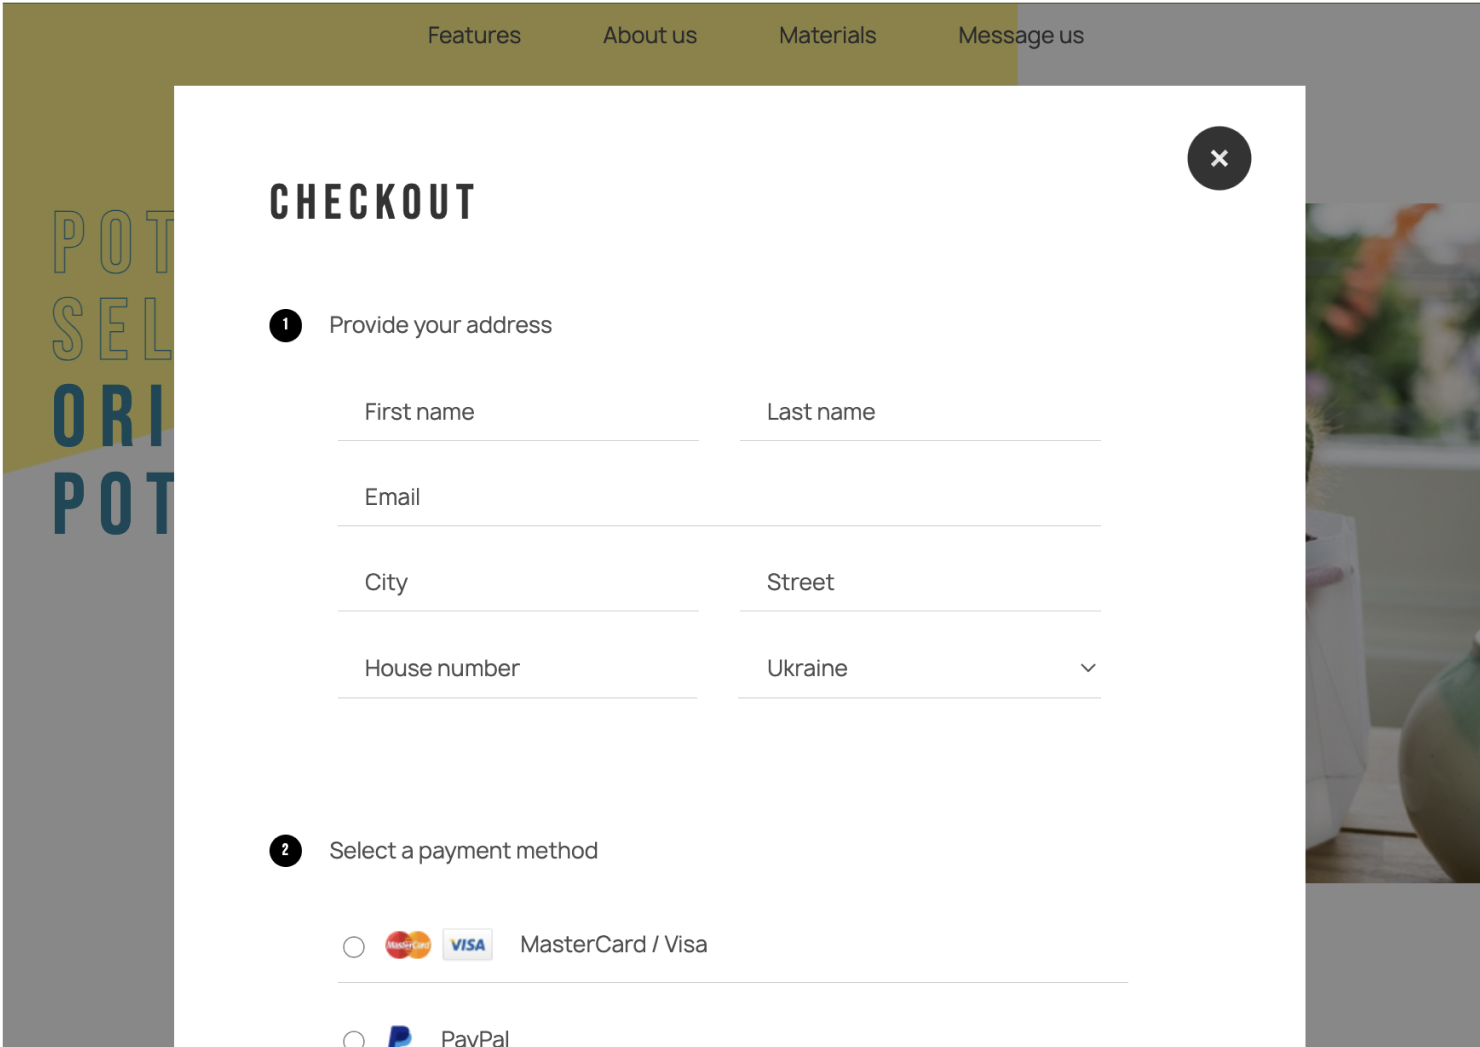 Features About us Materials Message us
CHECKOUT
POT
SEL
ORI
POT
1 Provide your address
First name Last name
Email
City Street
House number Ukraine
2 Select a payment method
MasterCard VISA MasterCard / Visa
P PayPal